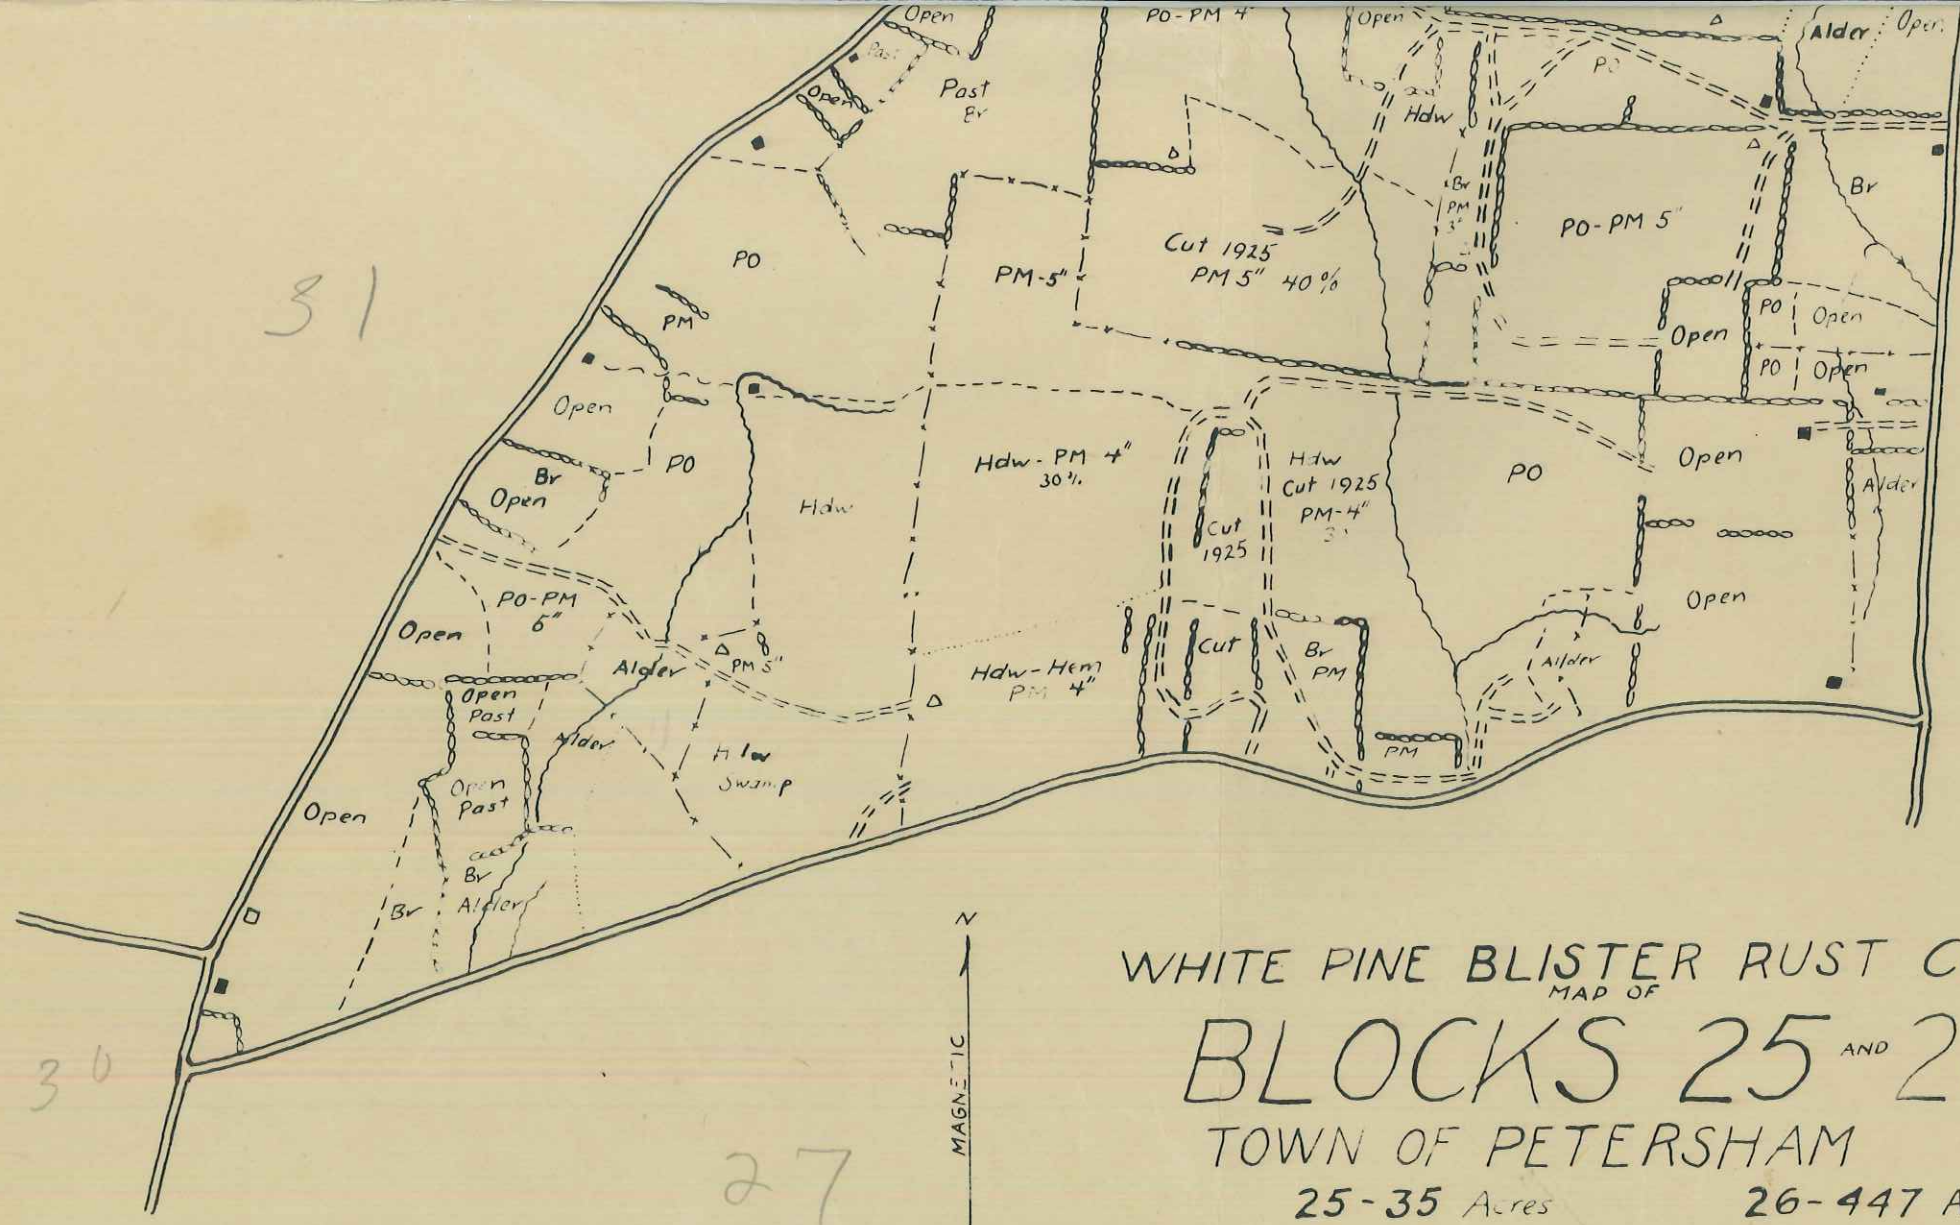 Open
PO-PM 4"
Open
Alder
Open
Past
PO
Open
Past
Br
Hdw
Br
PM
3"
Br
PO-PM 5"
PO
PM-5"
Cut 1925
PM 5" 40%
PM
PO
Open
Open
PO
Open
Open
PO
Br
Open
Hdw
Hdw-PM 4"
30%
Hdw
Cut 1925
PM-4"
PO
Open
Alder
Cut
1925
PO-PM
6"
Open
Open
Alder
PM 5"
Hdw-Hem
PM 4"
Cut
Br
PM
Alder
Open
Past
Alder
Hdw
Swamp
PM
Open
Past
Open
Br
Alder
Br
31
30
27
N
MAGNETIC
WHITE PINE BLISTER RUST C
MAP OF
BLOCKS 25 AND 2
TOWN OF PETERSHAM
25-35 Acres 26-447 A